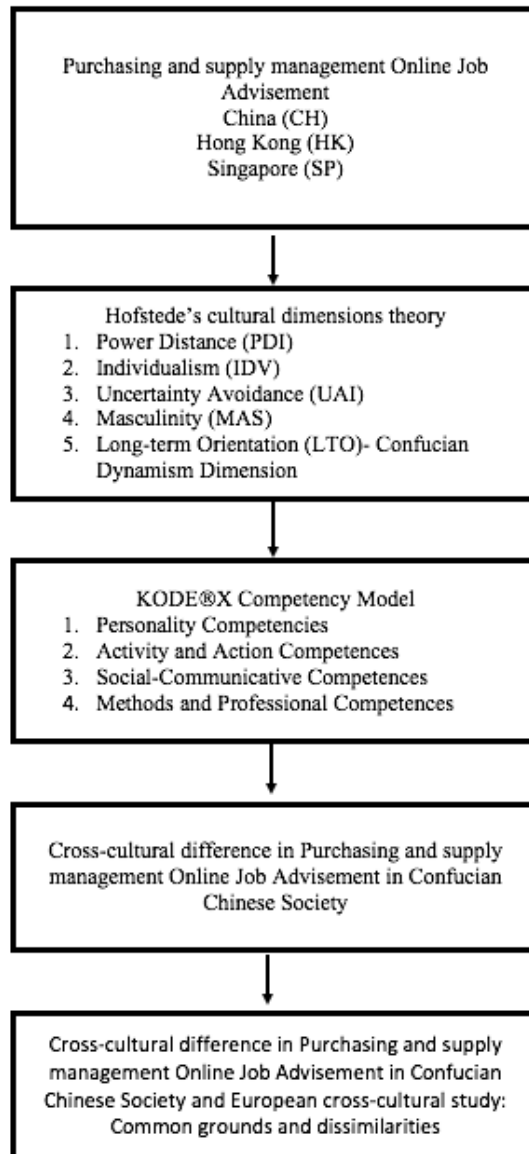 Purchasing and supply management Online Job
Advisement
China (CH)
Hong Kong (HK)
Singapore (SP)
Hofstede's cultural dimensions theory
1. Power Distance (PDI)
2. Individualism (IDV)
3. Uncertainty Avoidance (UAI)
4. Masculinity (MAS)
5. Long-term Orientation (LTO)- Confucian
Dynamism Dimension
KODE®X Competency Model
1. Personality Competencies
2. Activity and Action Competences
3. Social-Communicative Competences
4. Methods and Professional Competences
Cross-cultural difference in Purchasing and supply
management Online Job Advisement in Confucian
Chinese Society
Cross-cultural difference in Purchasing and supply
management Online Job Advisement in Confucian
Chinese Society and European cross-cultural study:
Common grounds and dissimilarities